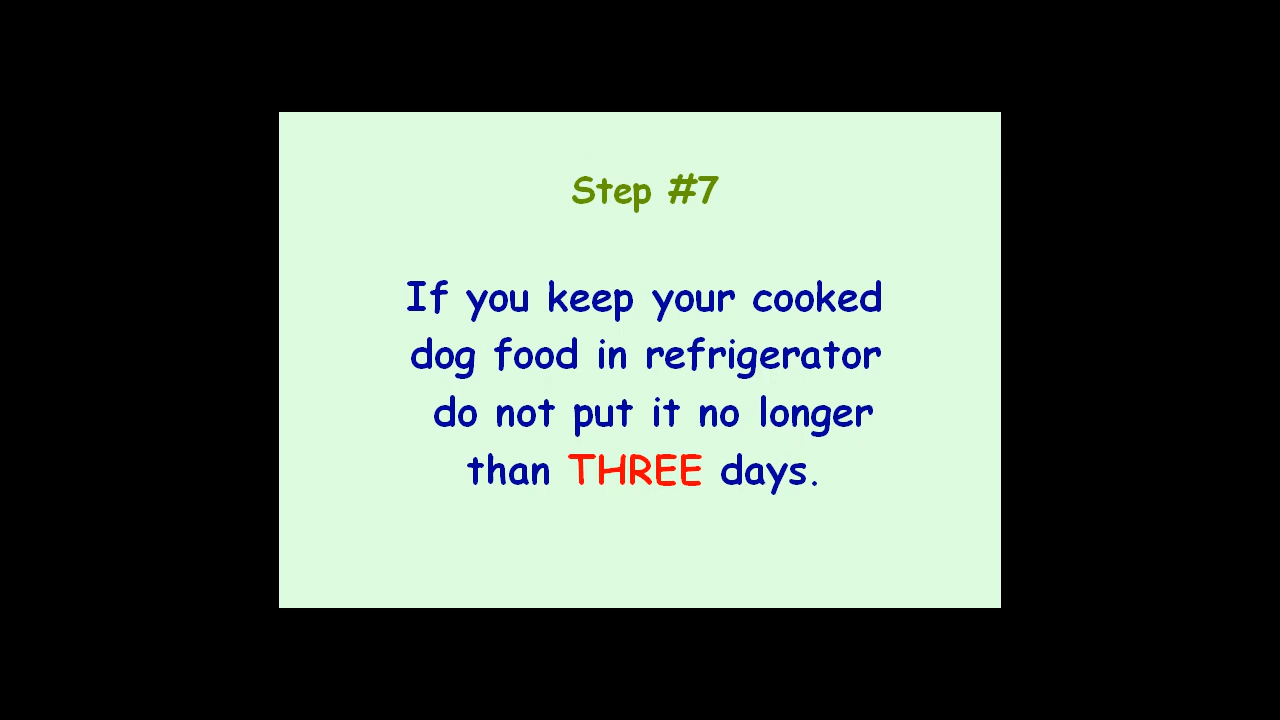 Step #7
If you keep your cooked
dog food in refrigerator
do not put it no longer
than THREE days.